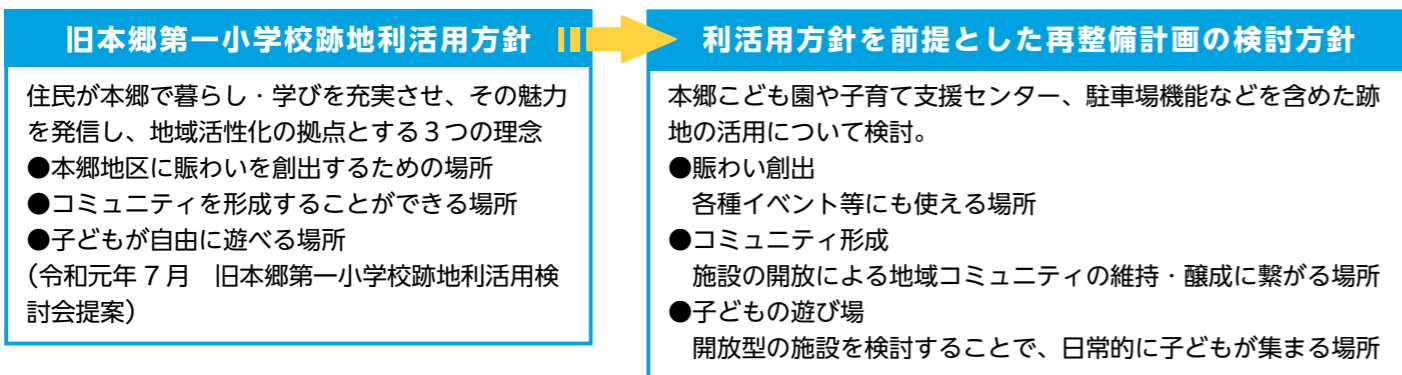 旧本郷第一小学校跡地利活用方針
住民が本郷で暮らし・学びを充実させ、その魅力
を発信し、地域活性化の拠点とする3つの理念
●本郷地区に賑わいを創出するための場所
●コミュニティを形成することができる場所
●子どもが自由に遊べる場所
(令和元年7月　旧本郷第一小学校跡地利活用検
討会提案)
利活用方針を前提とした再整備計画の検討方針
本郷こども園や子育て支援センター、駐車場機能などを含めた跡
地の活用について検討。
●賑わい創出
各種イベント等にも使える場所
●コミュニティ形成
施設の開放による地域コミュニティの維持・醸成に繋がる場所
●子どもの遊び場
開放型の施設を検討することで、日常的に子どもが集まる場所